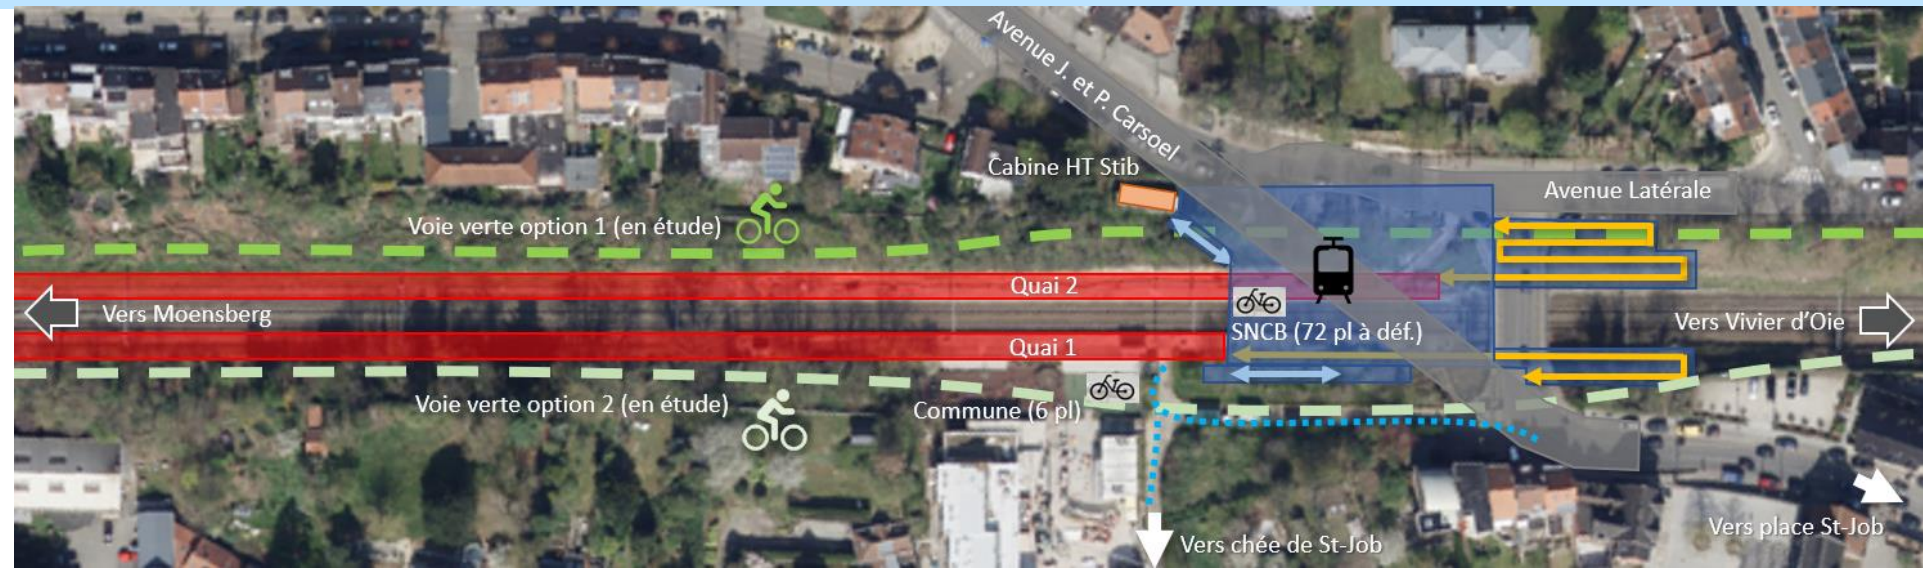 Avenue J. et P. Carsoel
Cabine HT Stib
Avenue Latérale
Voie verte option 1 (en étude)
Quai 2
Vers Moensberg
SNCB (72 pl à déf.)
Vers Vivier d'Oie
Quai 1
Voie verte option 2 (en étude)
Commune (6 pl)
Vers place St-Job
Vers chée de St-Job